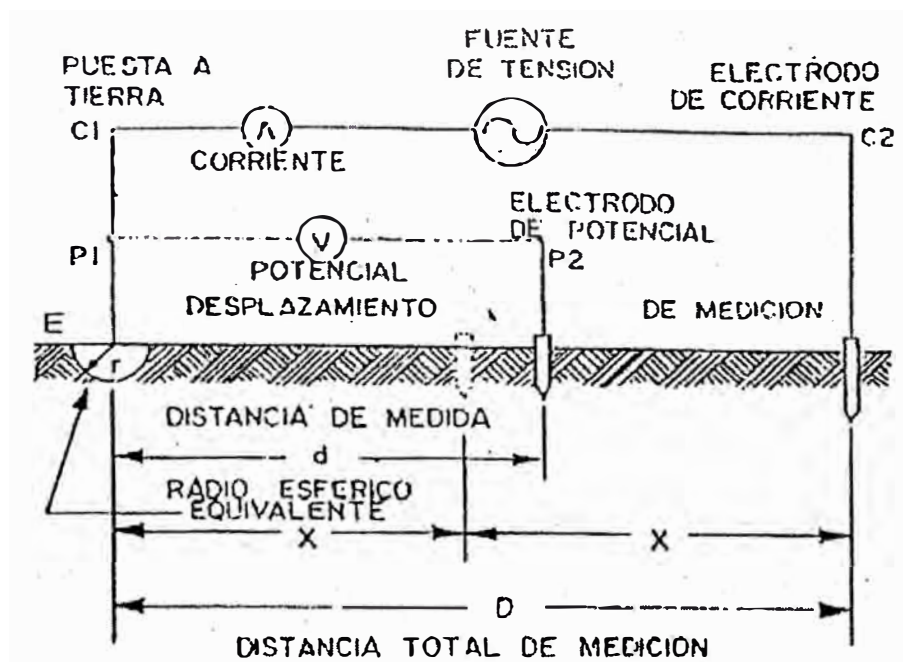 PUESTA A
TIERRA
FUENTE
DE TENSION
ELECTRODO
DE CORRIENTE
C1
A
C2
CORRIENTE
ELECTRODO
DE POTENCIAL
P1
V
P2
POTENCIAL
DESPLAZAMIENTO
DE MEDICION
E
r
DISTANCIA DE MEDIDA
d
RADIO ESFERICO
EQUIVALENTE
X
X
D
DISTANCIA TOTAL DE MEDICION